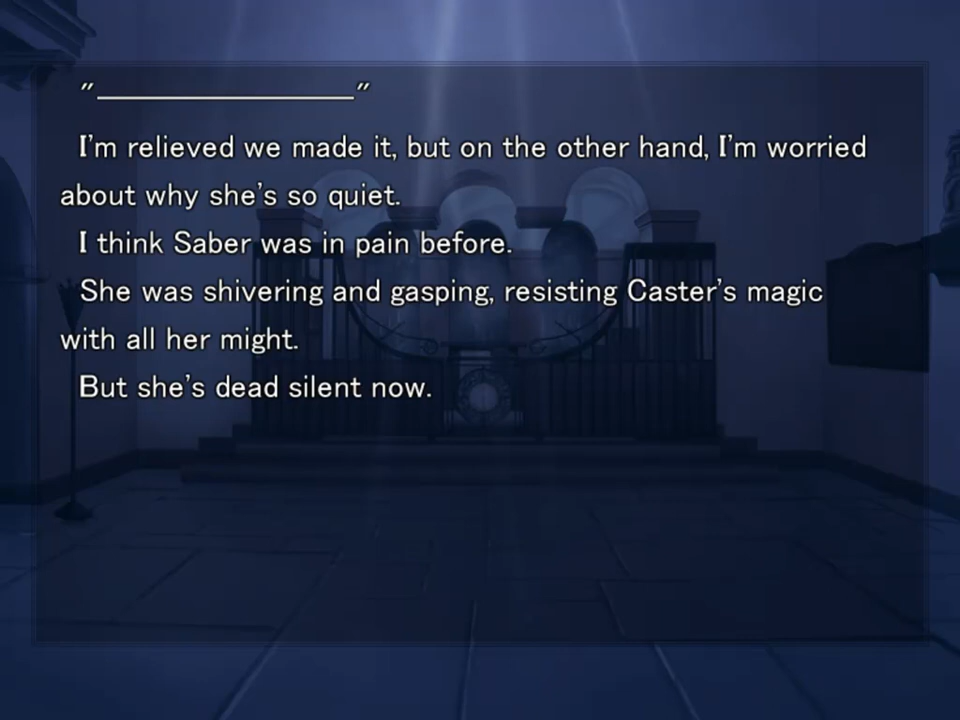 "―――――――――"
I'm relieved we made it, but on the other hand, I'm worried
about why she's so quiet.
I think Saber was in pain before.
She was shivering and gasping, resisting Caster's magic
with all her might.
But she's dead silent now.